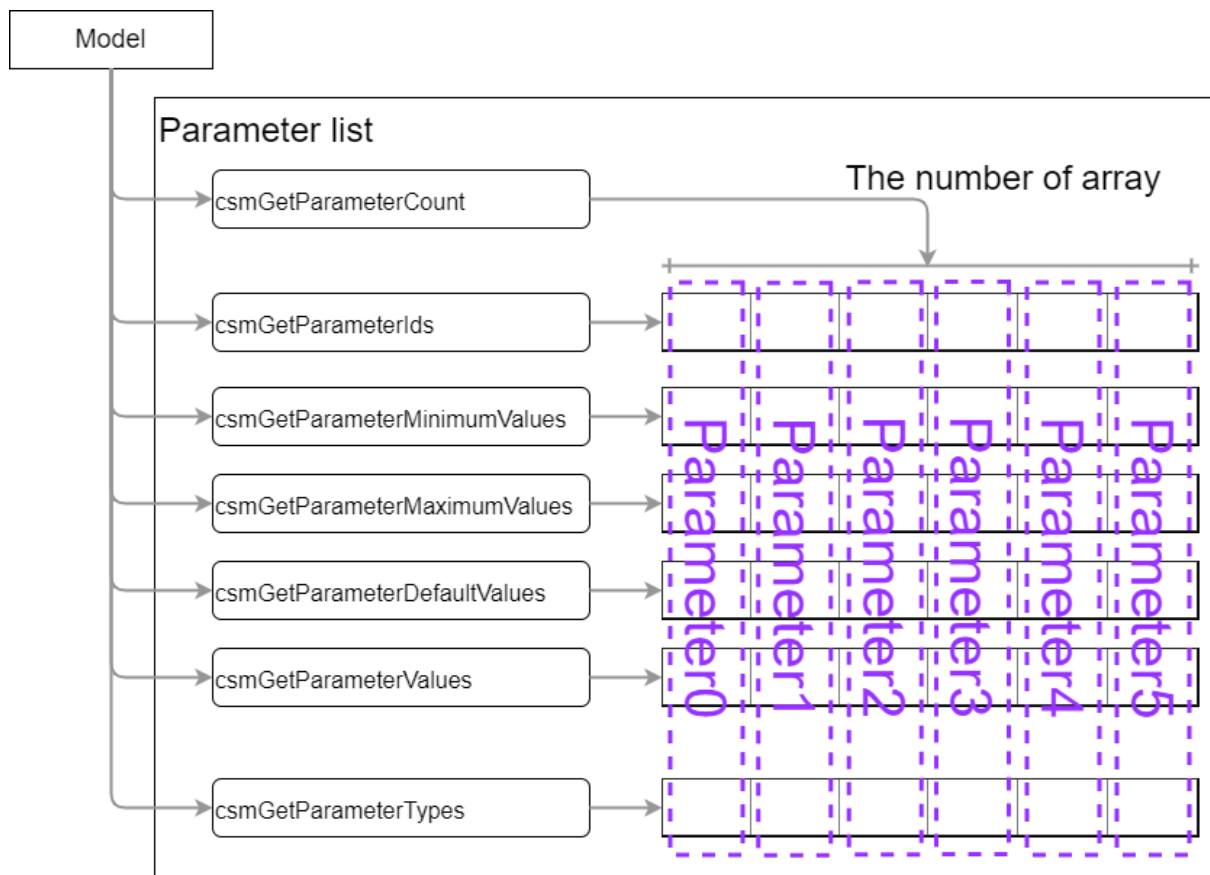 Model
Parameter list
The number of array
csmGetParameterCount
csmGetParameterIds
csmGetParameterMinimumValues
csmGetParameterMaximumValues
csmGetParameterDefaultValues
csmGetParameterValues
csmGetParameterTypes
Parameter0
Parameter1
Parameter2
Parameter3
Parameter4
Parameter5